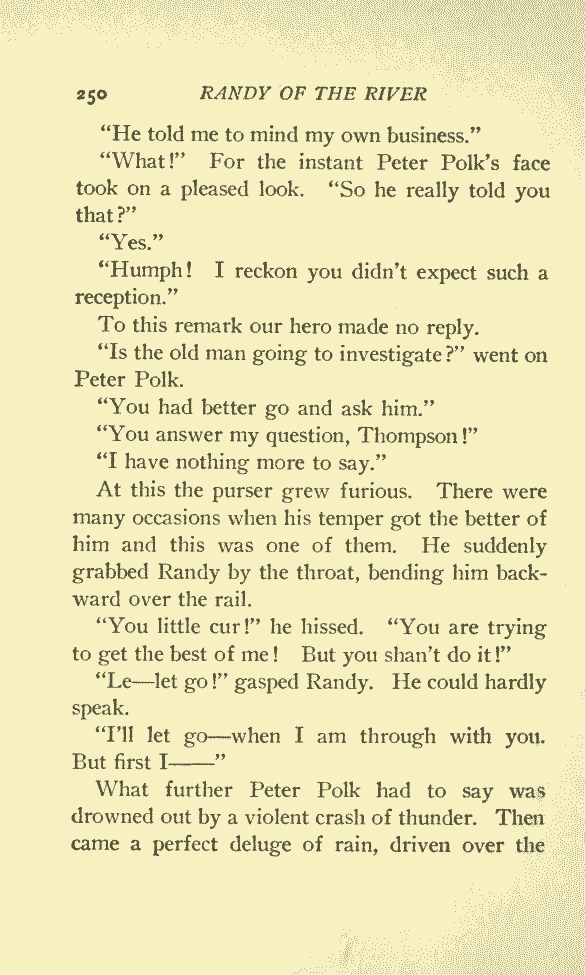 250 RANDY OF THE RIVER
“He told me to mind my own business.”
“What!” For the instant Peter Polk’s face
took on a pleased look. “So he really told you
that?”
“Yes.”
“Humph! I reckon you didn’t expect such a
reception.”
To this remark our hero made no reply.
“Is the old man going to investigate?” went on
Peter Polk.
“You had better go and ask him.”
“You answer my question, Thompson!”
“I have nothing more to say.”
At this the purser grew furious. There were
many occasions when his temper got the better of
him and this was one of them. He suddenly
grabbed Randy by the throat, bending him back-
ward over the rail.
“You little cur!” he hissed. “You are trying
to get the best of me! But you shan’t do it!”
“Le—let go!” gasped Randy. He could hardly
speak.
“I’ll let go—when I am through with you.
But first I——”
What further Peter Polk had to say was
drowned out by a violent crash of thunder. Then
came a perfect deluge of rain, driven over the